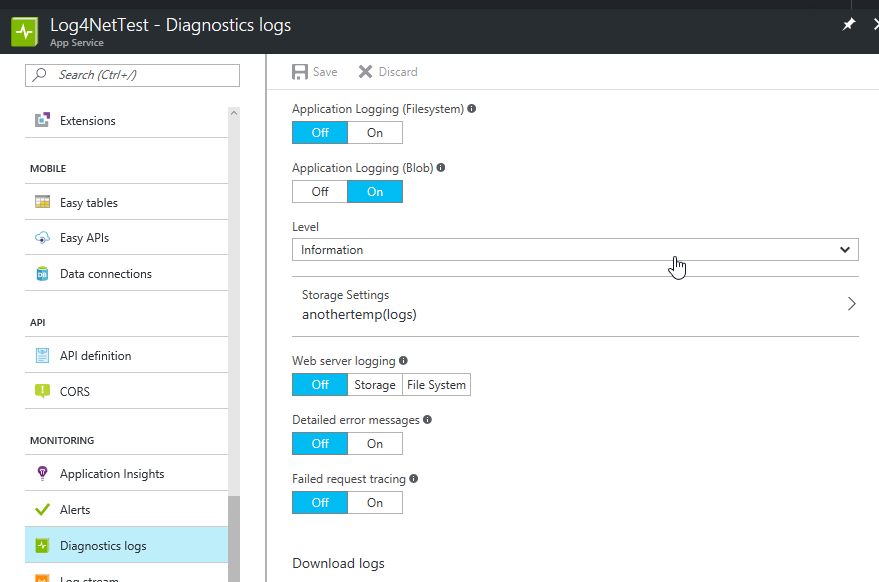 Log4NetTest - Diagnostics logs
App Service
Search (Ctrl+/)
Extensions
MOBILE
Easy tables
Easy APIs
Data connections
API
API definition
CORS
MONITORING
Application Insights
Alerts
Diagnostics logs
Log stream
Save Discard
Application Logging (Filesystem)
Off On
Application Logging (Blob)
Off On
Level
Information
Storage Settings
anothertemp(logs)
Web server logging
Off Storage File System
Detailed error messages
Off On
Failed request tracing
Off On
Download logs